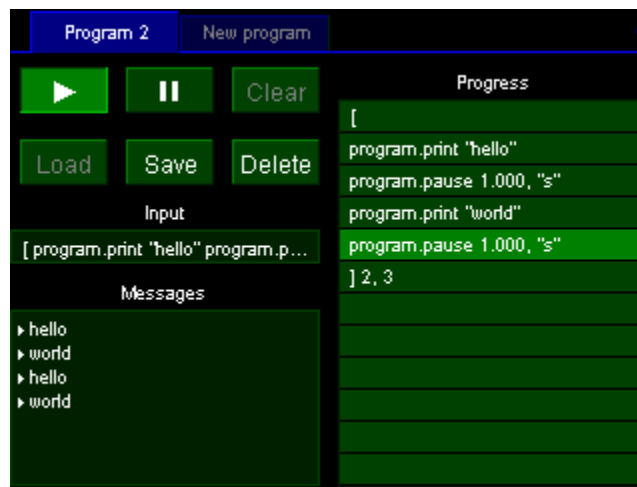 Program 2 New program
Clear
Load Save Delete
Input
[ program.print "hello" program.p...
Messages
hello
world
hello
world
Progress
[
program.print "hello"
program.pause 1.000, "s"
program.print "world"
program.pause 1.000, "s"
] 2, 3